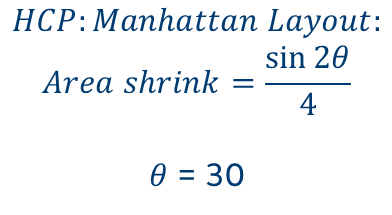 HCP: Manhattan Layout:
Area shrink = sin 2θ / 4
θ = 30